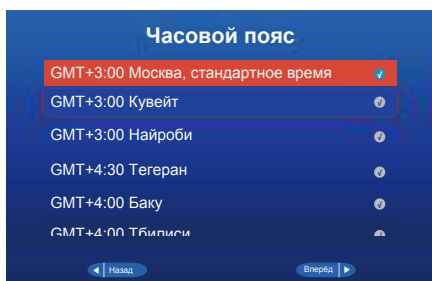 Часовой пояс
GMT+3:00 Москва, стандартное время
GMT+3:00 Кувейт
GMT+3:00 Найроби
GMT+4:30 Тегеран
GMT+4:00 Баку
GMT+4:00 Тбилиси
Назад
Вперёд